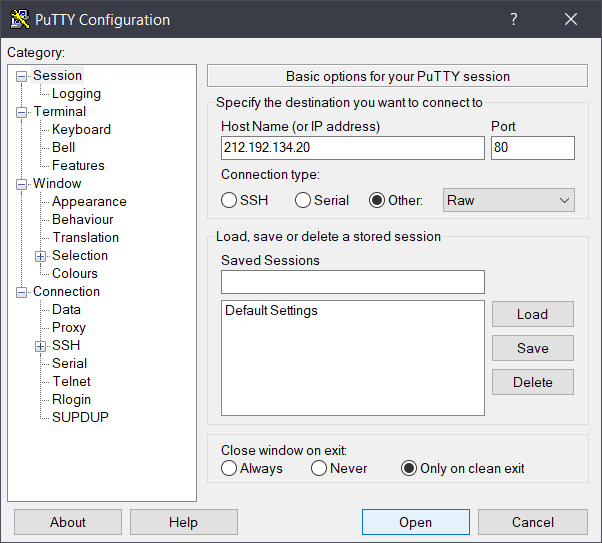 PuTTY Configuration
?
Category:
Session
Logging
Terminal
Keyboard
Bell
Features
Window
Appearance
Behaviour
Translation
Selection
Colours
Connection
Data
Proxy
SSH
Serial
Telnet
Rlogin
SUPDUP
Basic options for your PuTTY session
Specify the destination you want to connect to
Host Name (or IP address) Port
212.192.134.20 80
Connection type:
SSH Serial Other: Raw
Load, save or delete a stored session
Saved Sessions
Default Settings
Load
Save
Delete
Close window on exit:
Always Never Only on clean exit
About Help Open Cancel